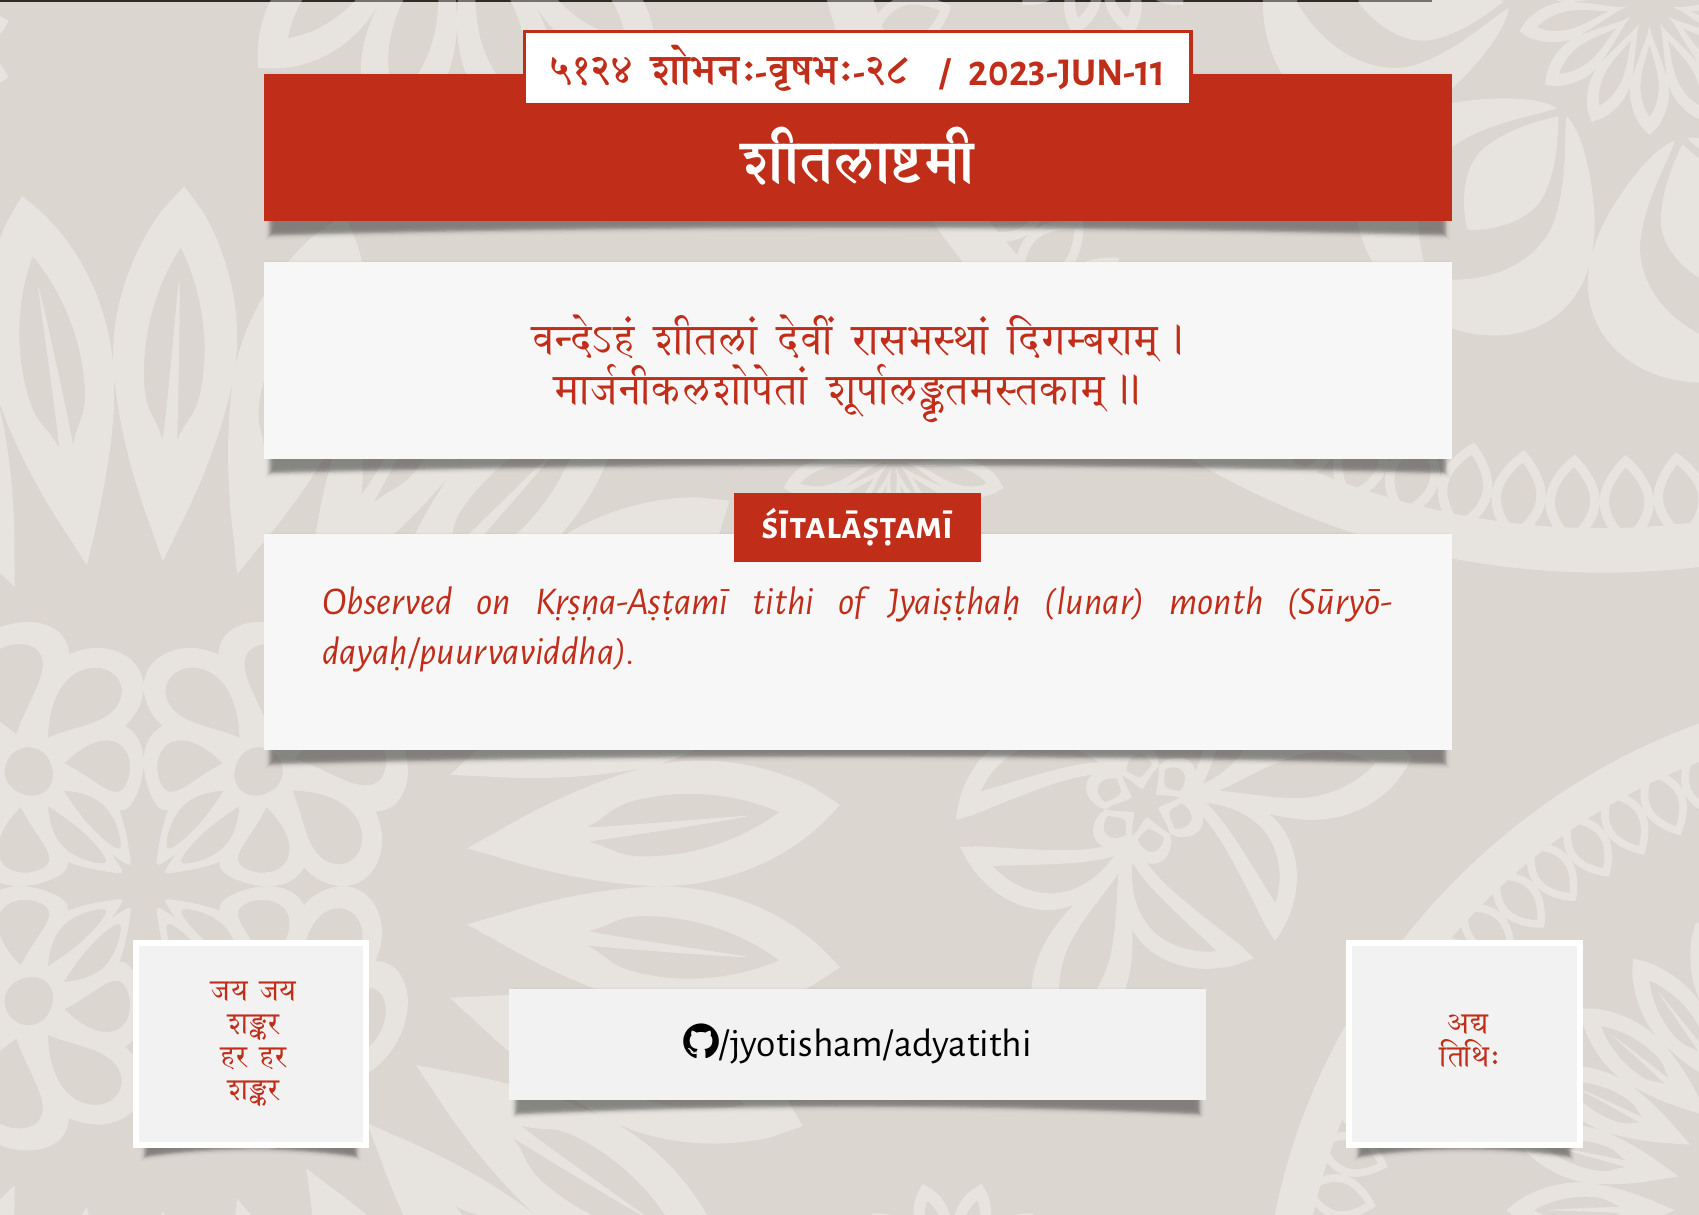 ५१२४ शोभनः-वृषभः-२८ / 2023-JUN-11
शीतलाष्टमी
वन्देऽहं शीतलां देवीं रासभस्थां दिगम्बराम् ।
मार्जनीकलशोपेतां शूर्पालङ्कृतमस्तकाम् ॥
ŚĪTALĀṢṬAMĪ
Observed on Kṛṣṇa-Aṣṭamī tithi of Jyaiṣṭhaḥ (lunar) month (Sūryō-
dayaḥ/puurvaviddha).
जय जय
शङ्कर
हर हर
शङ्कर
/jyotisham/adyatithi
अद्य
तिथिः